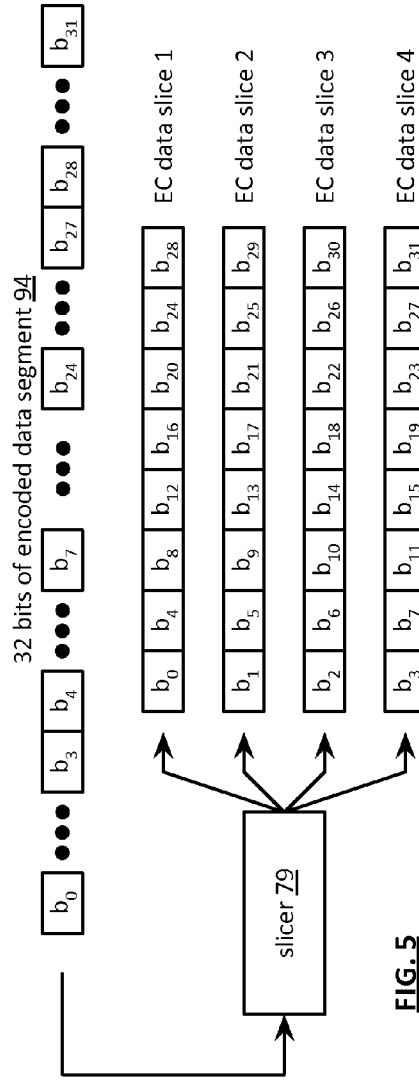 32 bits of encoded data segment 94
b0 ●●● b3 b4 ●●● b7 ●●● b24 ●●● b27 b28 ●●● b31
b0 b4 b8 b12 b16 b20 b24 b28 EC data slice 1
b1 b5 b9 b13 b17 b21 b25 b29 EC data slice 2
slicer 79
b2 b6 b10 b14 b18 b22 b26 b30 EC data slice 3
b3 b7 b11 b15 b19 b23 b27 b31 EC data slice 4
FIG. 5